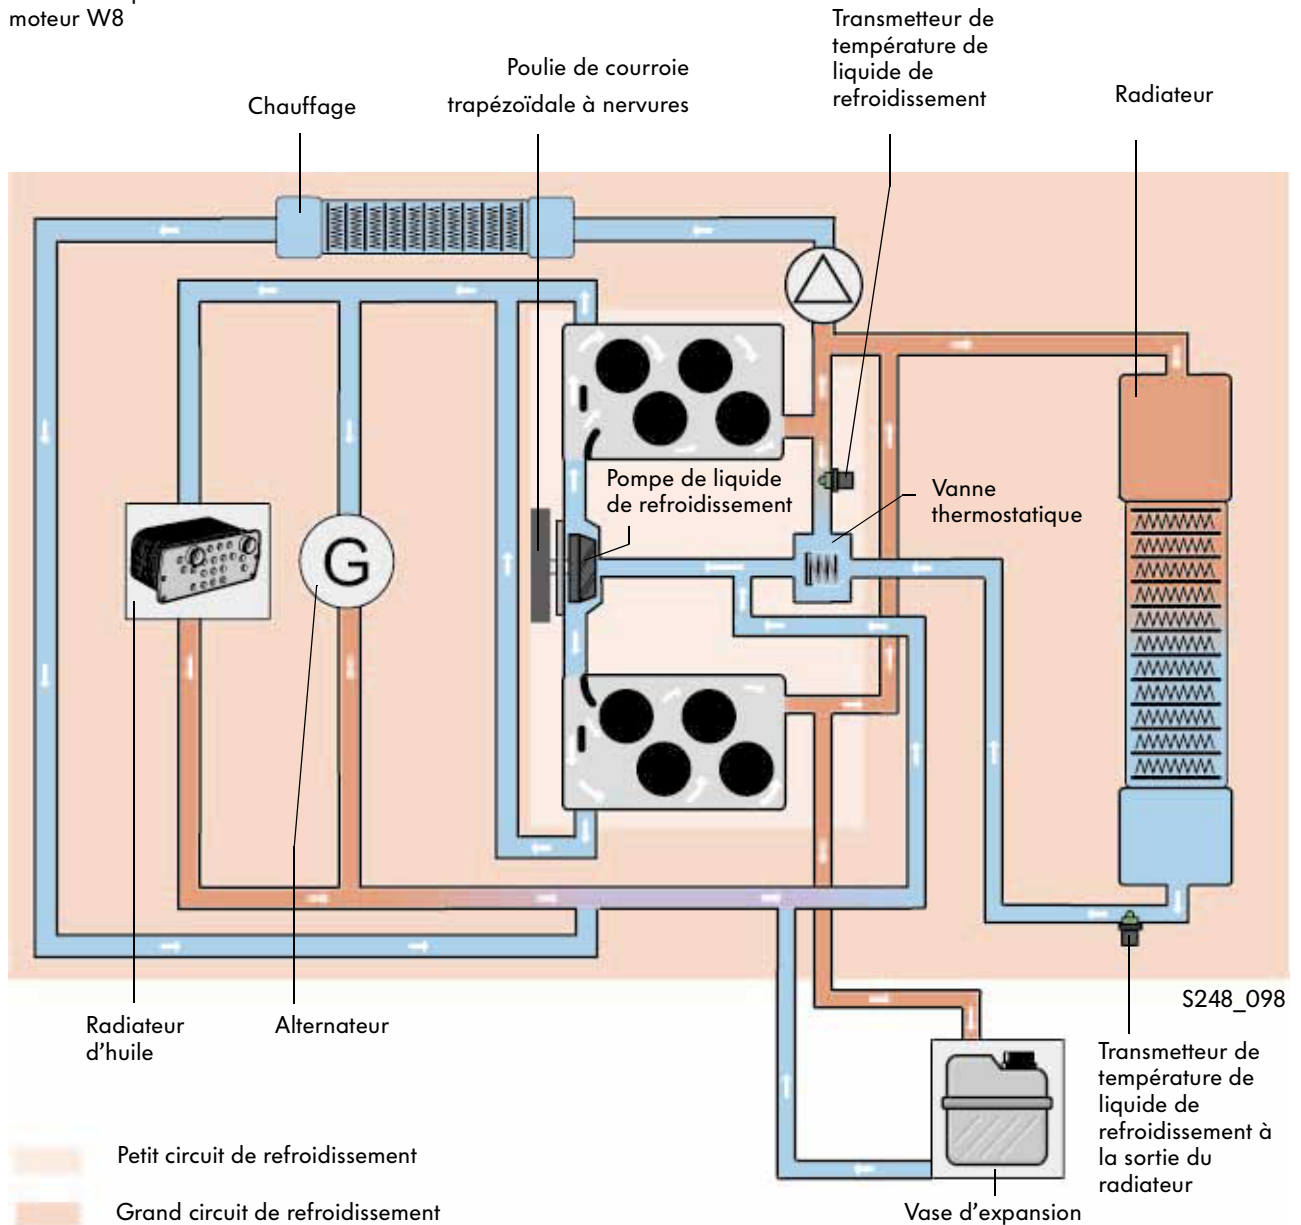 moteur W8
Transmetteur de
température de
liquide de
refroidissement
Poulie de courroie
trapézoïdale à nervures
Chauffage
Radiateur
Pompe de liquide
de refroidissement
Vanne
thermostatique
G
S248_098
Radiateur
d'huile
Alternateur
Transmetteur de
température de
liquide de
refroidissement à
la sortie du
radiateur
Petit circuit de refroidissement
Grand circuit de refroidissement
Vase d'expansion